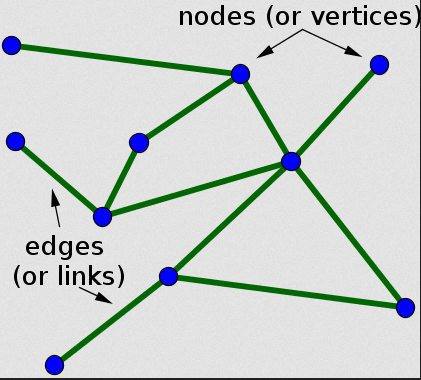 nodes (or vertices)
edges
(or links)